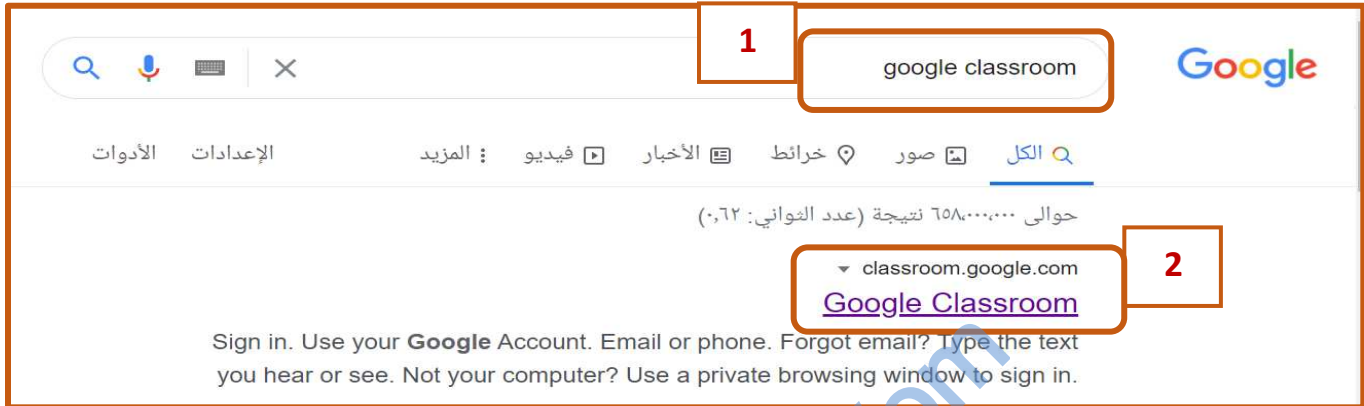 1
google classroom
Google
الكل صور خرائط الأخبار فيديو المزيد الإعدادات الأدوات
حوالى ٦٥٨،٠٠٠،٠٠٠ نتيجة (عدد الثواني: ٠,٦٢)
classroom.google.com
2
Google Classroom
Sign in. Use your Google Account. Email or phone. Forgot email? Type the text
you hear or see. Not your computer? Use a private browsing window to sign in.